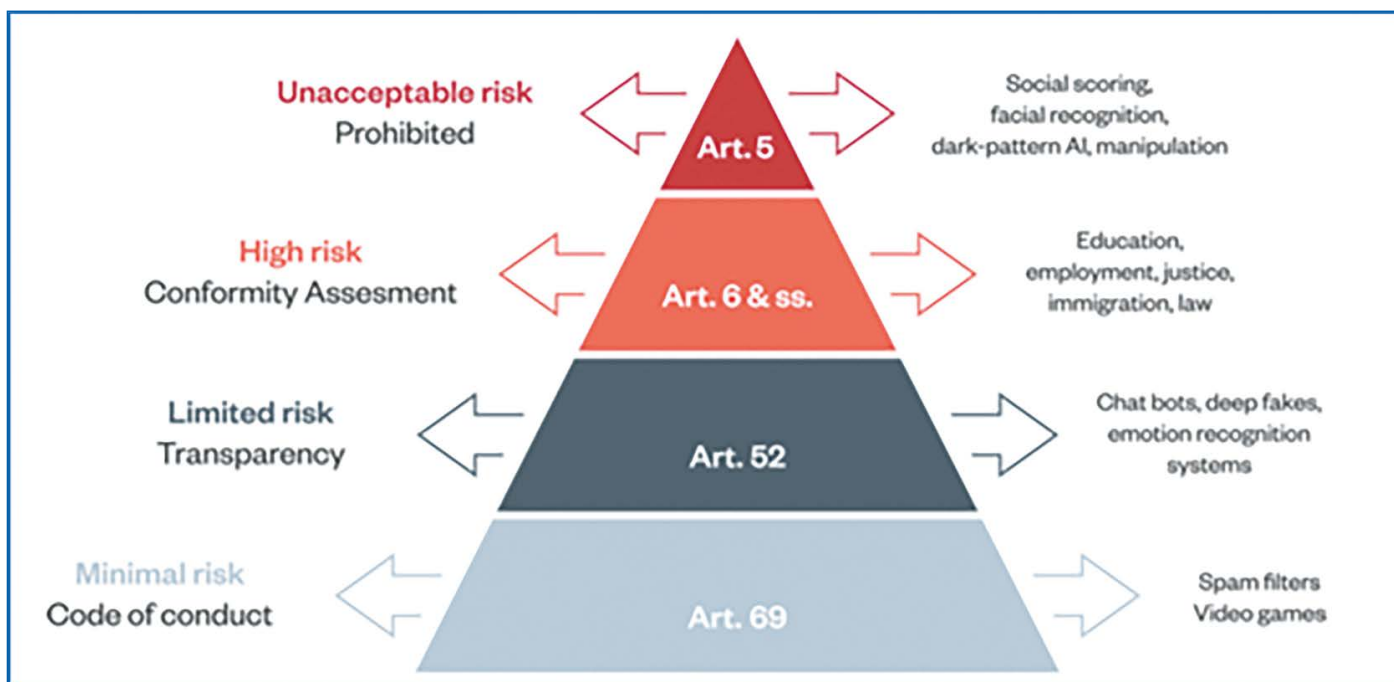 Unacceptable risk
Prohibited
Art. 5
Social scoring,
facial recognition,
dark-pattern AI, manipulation
High risk
Conformity Assesment
Art. 6 & ss.
Education,
employment, justice,
immigration, law
Limited risk
Transparency
Art. 52
Chat bots, deep fakes,
emotion recognition
systems
Minimal risk
Code of conduct
Art. 69
Spam filters
Video games